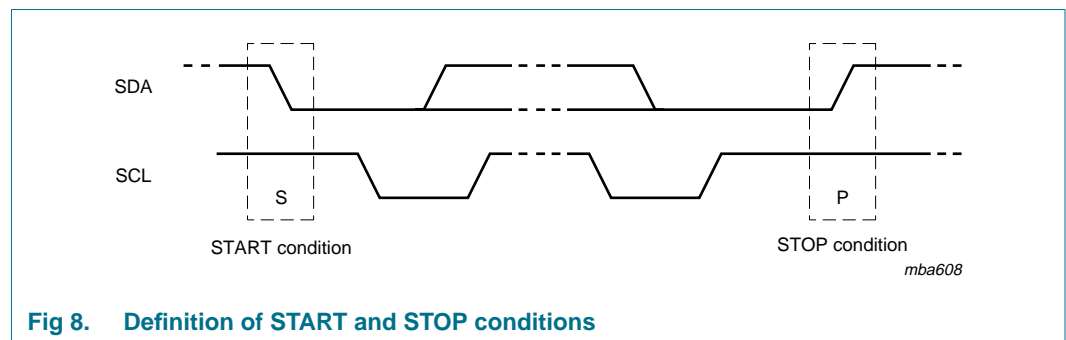 SDA
SCL
S
P
START condition
STOP condition
mba608
Fig 8. Definition of START and STOP conditions